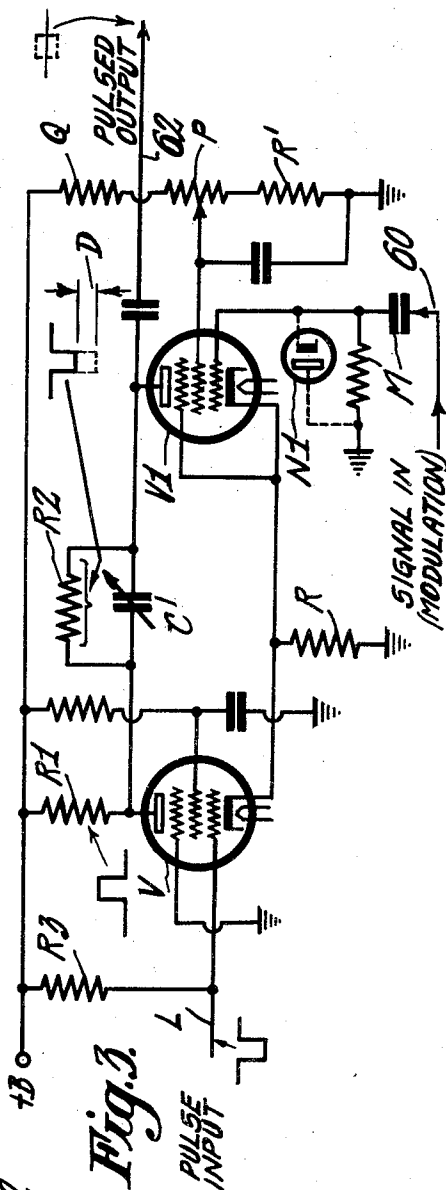 +B
Fig. 3.
PULSE
INPUT
L
R3
R1
V
R2
C'
D
R
V1
N1
SIGNAL IN
(MODULATION)
M
60
Q
PULSED
OUTPUT
62
P
R'